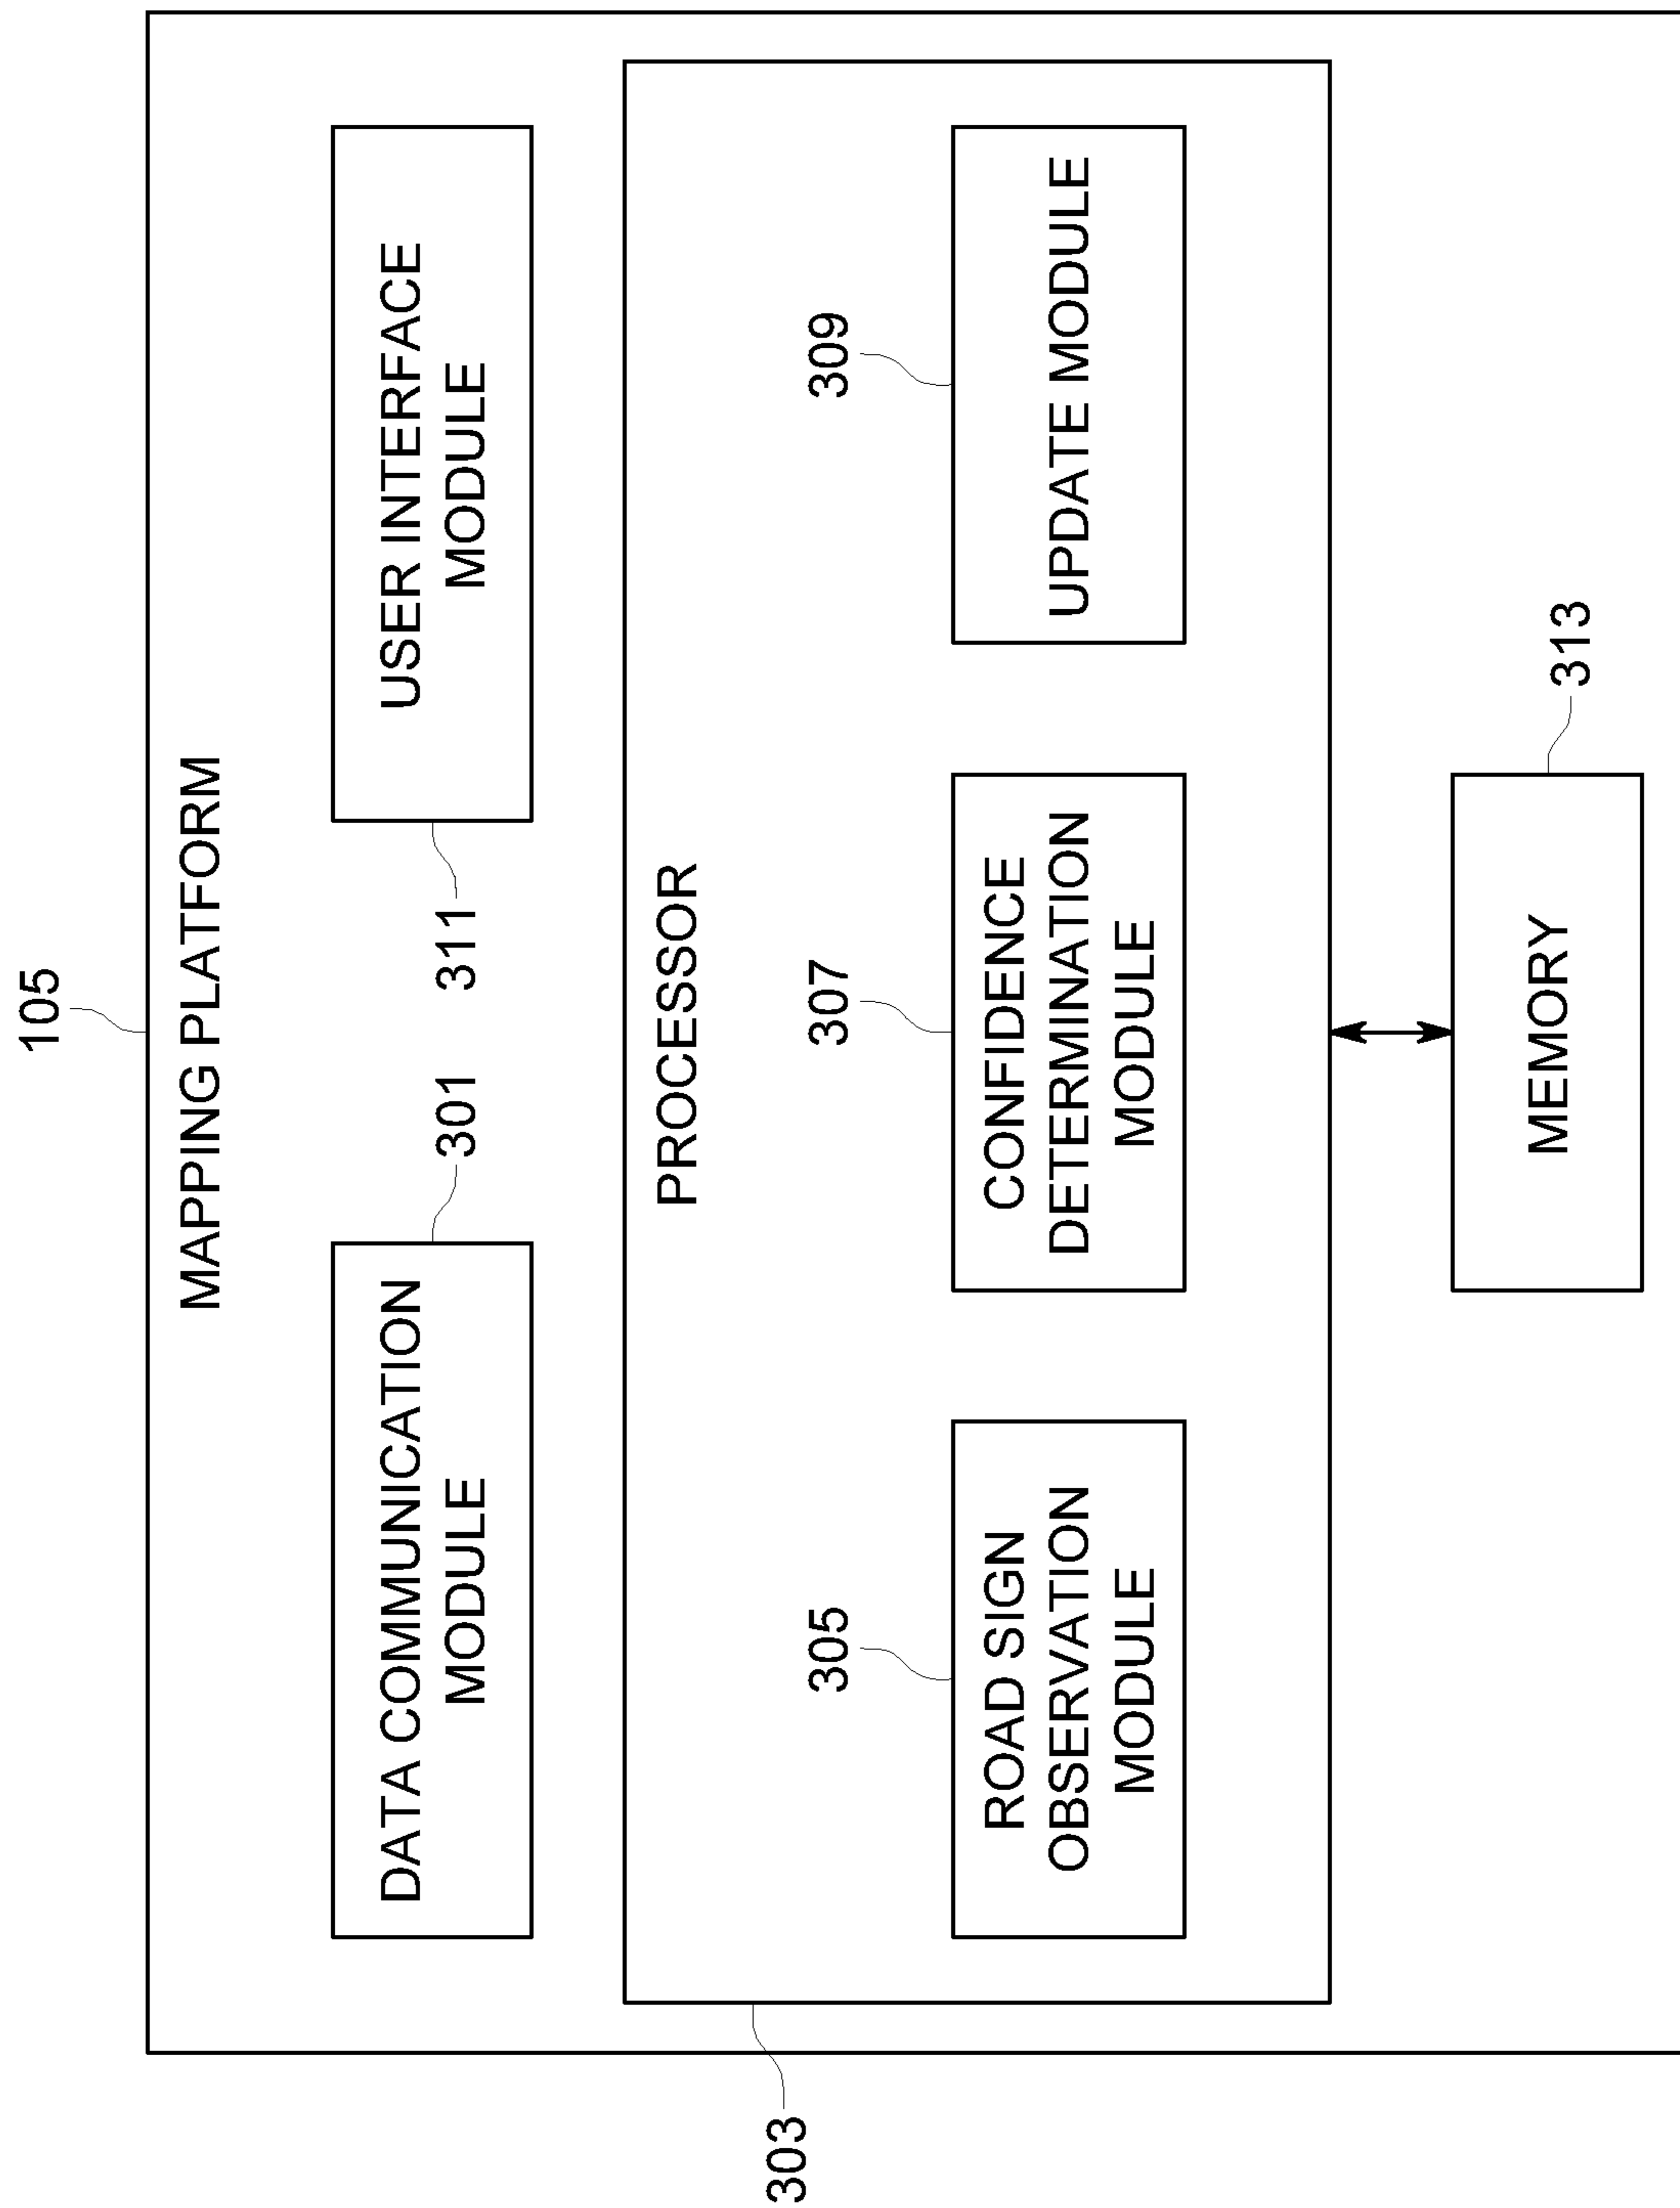 105
MAPPING PLATFORM
DATA COMMUNICATION
MODULE
301
311
USER INTERFACE
MODULE
303
PROCESSOR
305
ROAD SIGN
OBSERVATION
MODULE
307
CONFIDENCE
DETERMINATION
MODULE
309
UPDATE MODULE
MEMORY
313